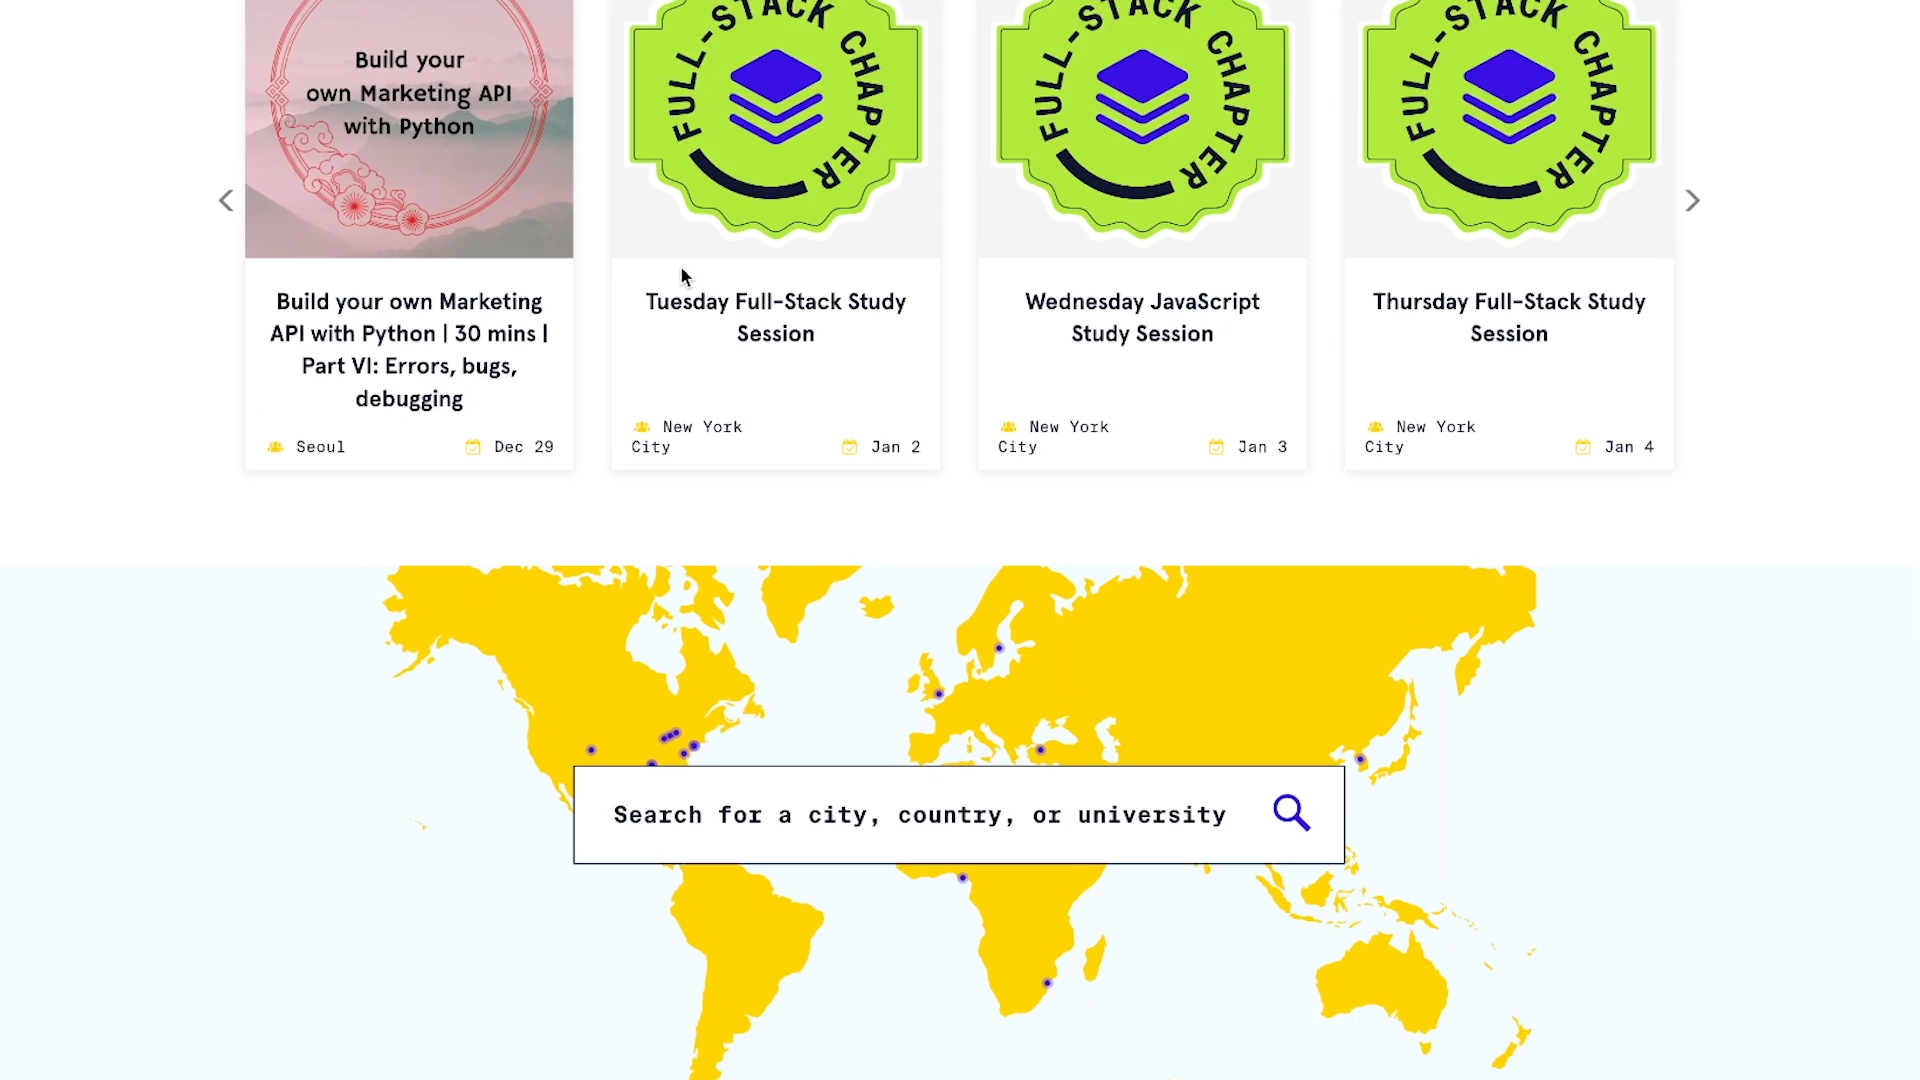 Build your
own Marketing API
with Python
FULL-STACK CHAPTER
FULL-STACK CHAPTER
FULL-STACK CHAPTER
Build your own Marketing
API with Python | 30 mins |
Part VI: Errors, bugs,
debugging
Seoul
Dec 29
Tuesday Full-Stack Study
Session
New York
City
Jan 2
Wednesday JavaScript
Study Session
New York
City
Jan 3
Thursday Full-Stack Study
Session
New York
City
Jan 4
Search for a city, country, or university